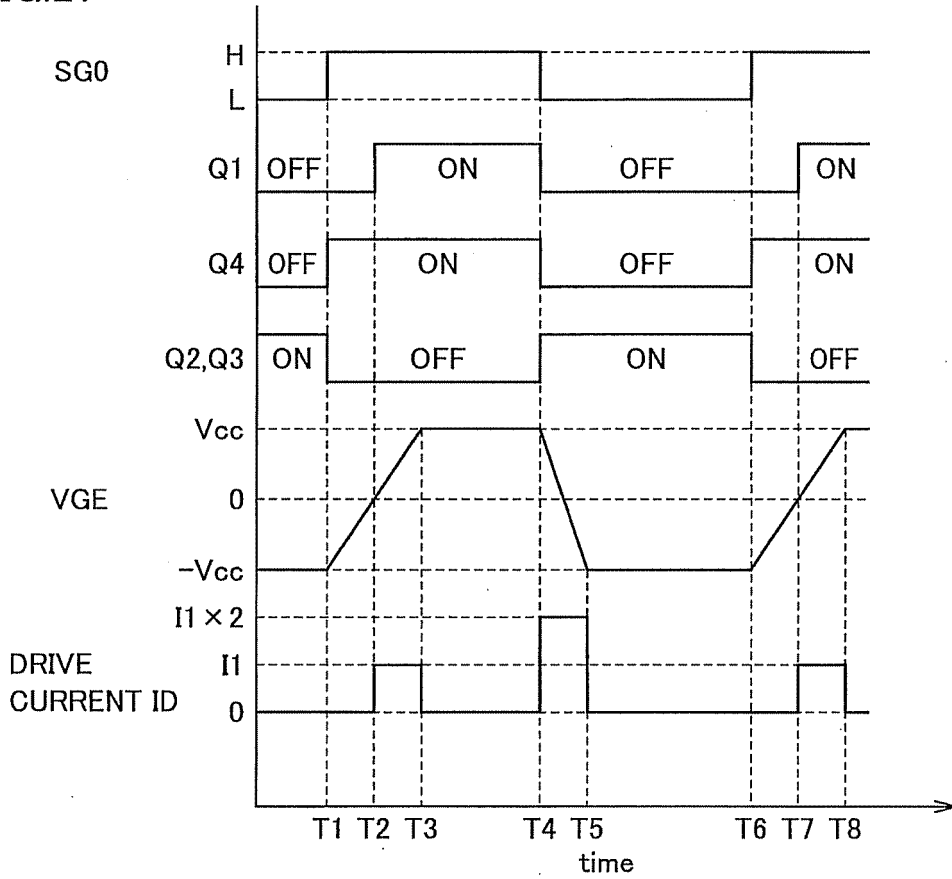 H
SG0
L
Q1 OFF ON OFF ON
Q4 OFF ON OFF ON
Q2,Q3 ON OFF ON OFF
Vcc
VGE 0
-Vcc
I1×2
DRIVE I1
CURRENT ID 0
T1 T2 T3 T4 T5 T6 T7 T8
time